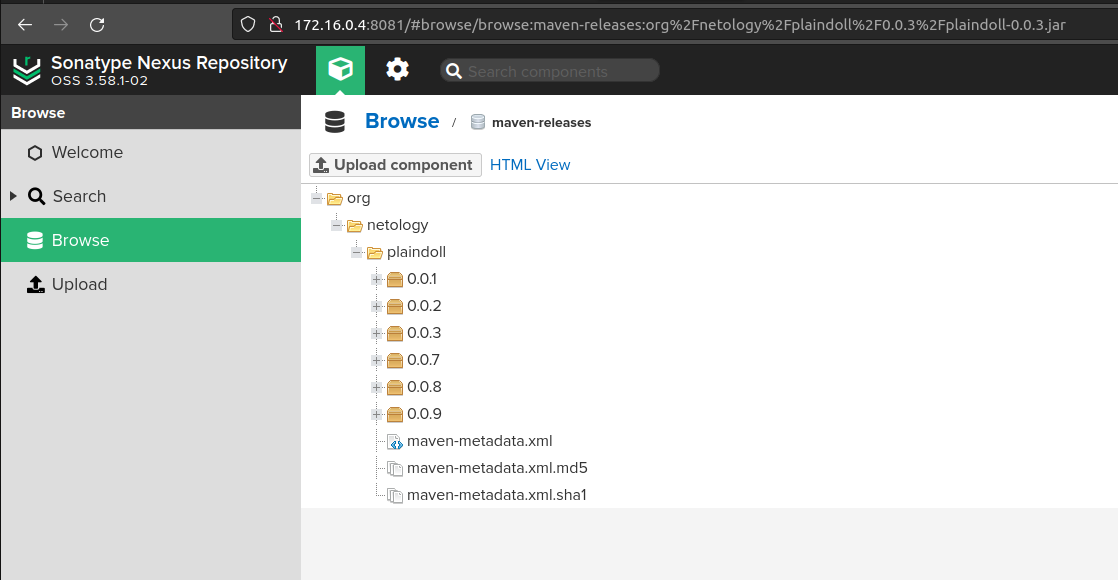 172.16.0.4:8081/#browse/browse:maven-releases:org%2Fnetology%2Fplaindoll%2F0.0.3%2Fplaindoll-0.0.3.jar
Sonatype Nexus Repository
OSS 3.58.1-02
Search components
Browse
Welcome
Search
Browse
Upload
Browse / maven-releases
Upload component HTML View
org
netology
plaindoll
0.0.1
0.0.2
0.0.3
0.0.7
0.0.8
0.0.9
maven-metadata.xml
maven-metadata.xml.md5
maven-metadata.xml.sha1